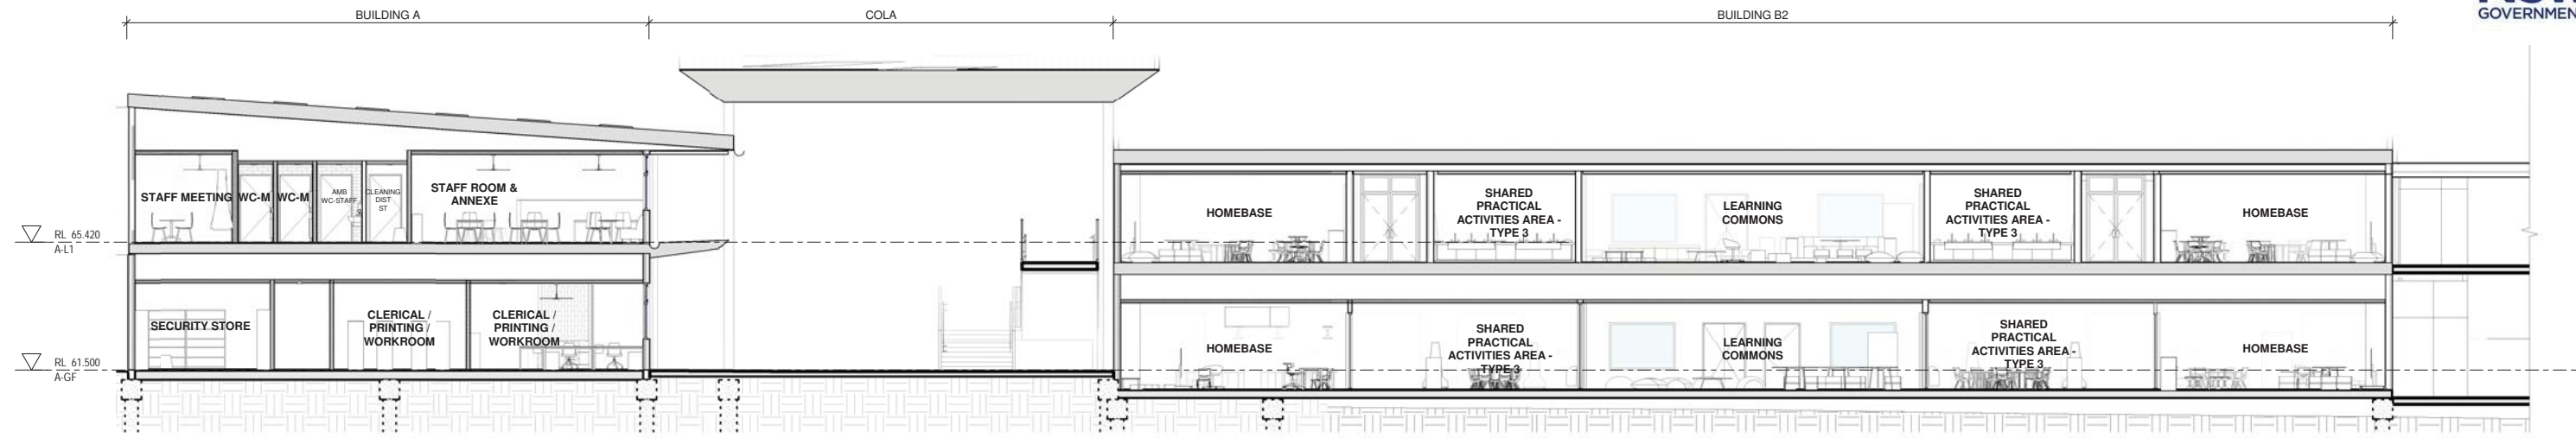 BUILDING A
COLA
BUILDING B2
GOVERNMEN
STAFF MEETING
WC-M
WC-M
AMB
WC-STAFF
CLEANING
DIST
ST
STAFF ROOM &
ANNEXE
HOMEBASE
SHARED
PRACTICAL
ACTIVITIES AREA -
TYPE 3
LEARNING
COMMONS
SHARED
PRACTICAL
ACTIVITIES AREA -
TYPE 3
HOMEBASE
RL 65.420
A-L1
SECURITY STORE
CLERICAL /
PRINTING /
WORKROOM
CLERICAL /
PRINTING /
WORKROOM
HOMEBASE
SHARED
PRACTICAL
ACTIVITIES AREA -
TYPE 3
LEARNING
COMMONS
SHARED
PRACTICAL
ACTIVITIES AREA -
TYPE 3
HOMEBASE
RL 61.500
A-GF